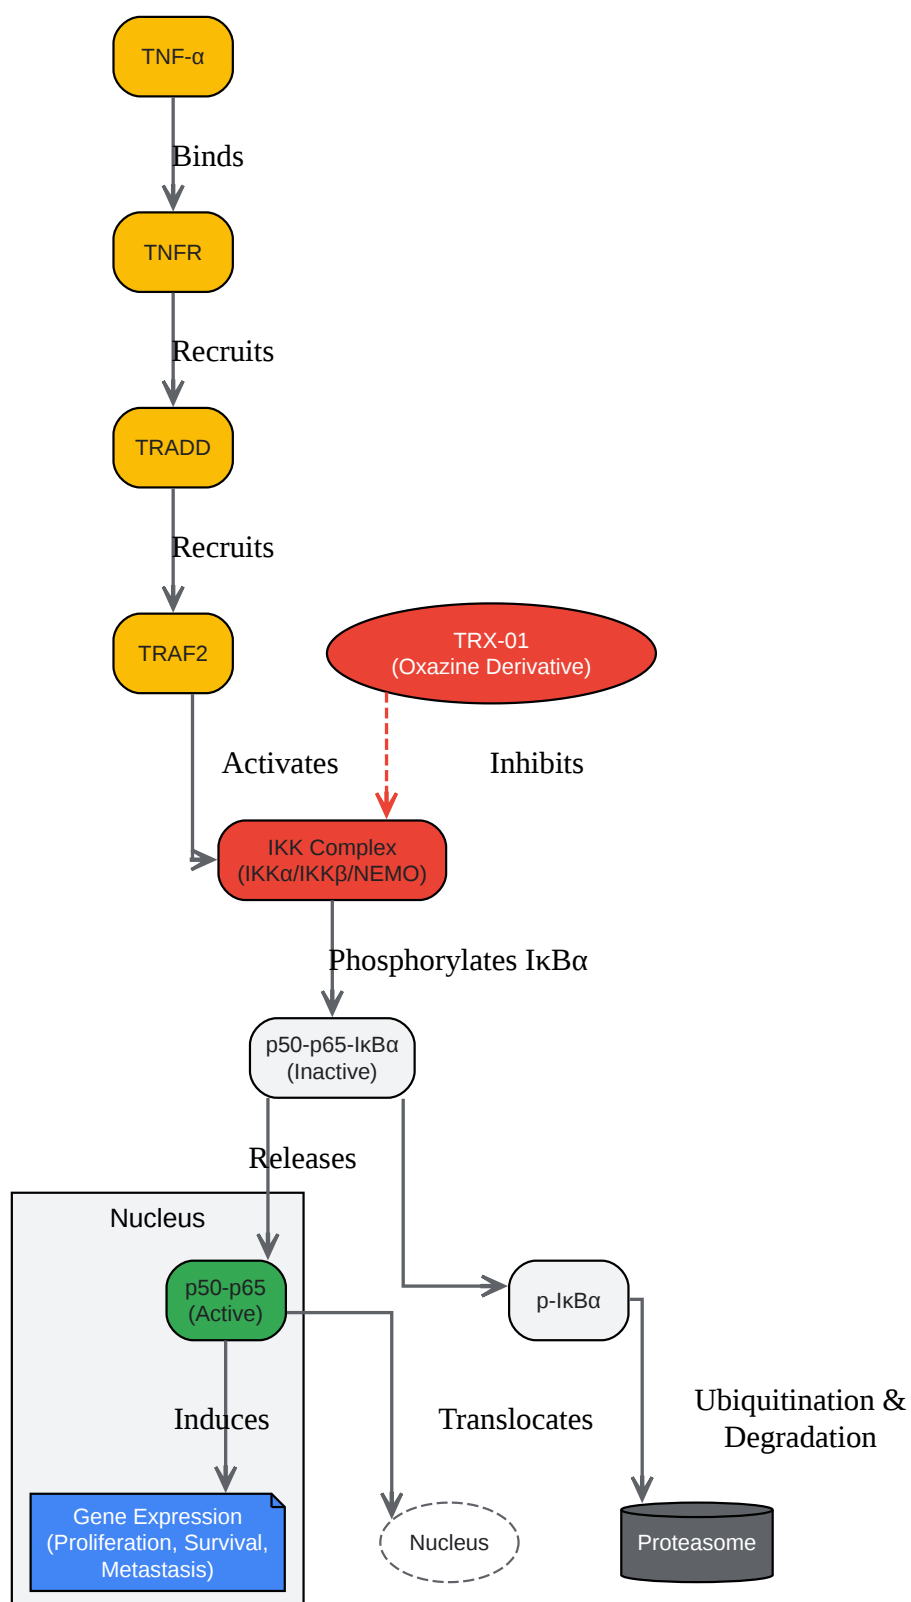 TNF-α
Binds
TNFR
Recruits
TRADD
Recruits
TRAF2
TRX-01
(Oxazine Derivative)
Activates
Inhibits
IKK Complex
(IKKα/IKKβ/NEMO)
Phosphorylates IκBα
p50-p65-IκBα
(Inactive)
Releases
Nucleus
p50-p65
(Active)
p-IκBα
Induces
Translocates
Ubiquitination &
Degradation
Gene Expression
(Proliferation, Survival,
Metastasis)
Nucleus
Proteasome